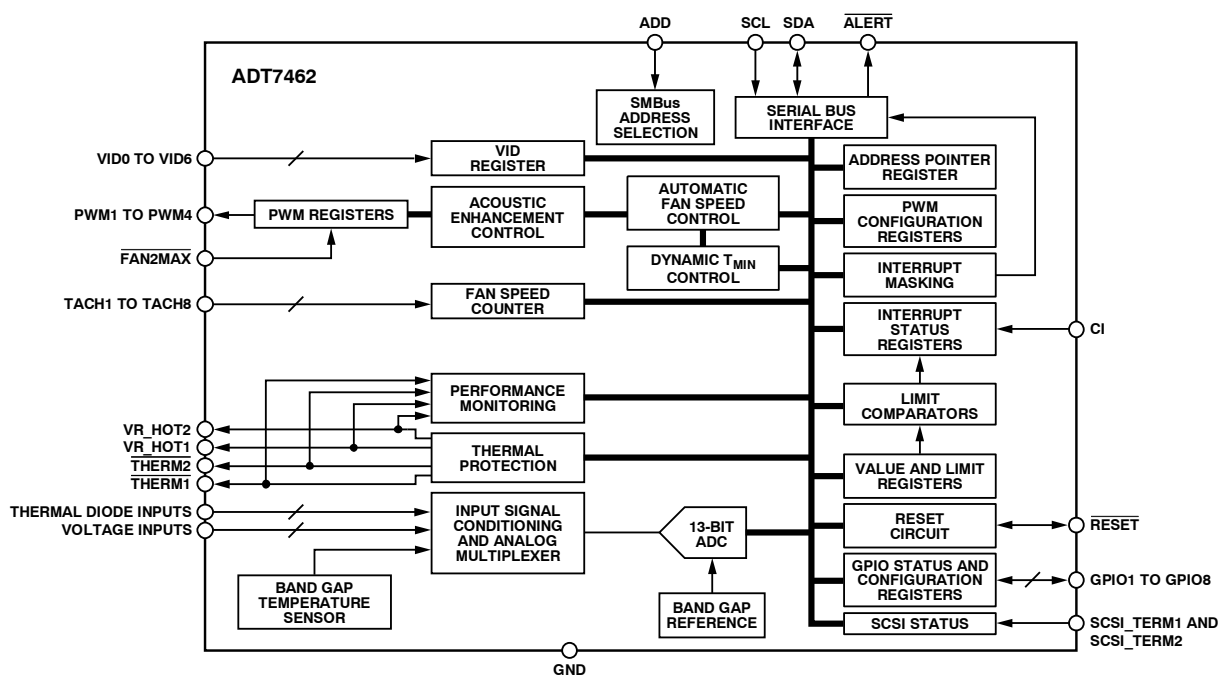 ADD
SCL
SDA
ALERT
ADT7462
SMBus
ADDRESS
SELECTION
SERIAL BUS
INTERFACE
VID0 TO VID6
VID
REGISTER
ADDRESS POINTER
REGISTER
PWM1 TO PWM4
PWM REGISTERS
ACOUSTIC
ENHANCEMENT
CONTROL
AUTOMATIC
FAN SPEED
CONTROL
PWM
CONFIGURATION
REGISTERS
FAN2MAX
DYNAMIC TMIN
CONTROL
INTERRUPT
MASKING
TACH1 TO TACH8
FAN SPEED
COUNTER
INTERRUPT
STATUS
REGISTERS
CI
PERFORMANCE
MONITORING
LIMIT
COMPARATORS
VR_HOT2
VR_HOT1
THERM2
THERM1
THERMAL
PROTECTION
VALUE AND LIMIT
REGISTERS
THERMAL DIODE INPUTS
VOLTAGE INPUTS
INPUT SIGNAL
CONDITIONING
AND ANALOG
MULTIPLEXER
13-BIT
ADC
RESET
CIRCUIT
RESET
GPIO STATUS AND
CONFIGURATION
REGISTERS
GPIO1 TO GPIO8
BAND GAP
TEMPERATURE
SENSOR
BAND GAP
REFERENCE
SCSI STATUS
SCSI_TERM1 AND
SCSI_TERM2
GND